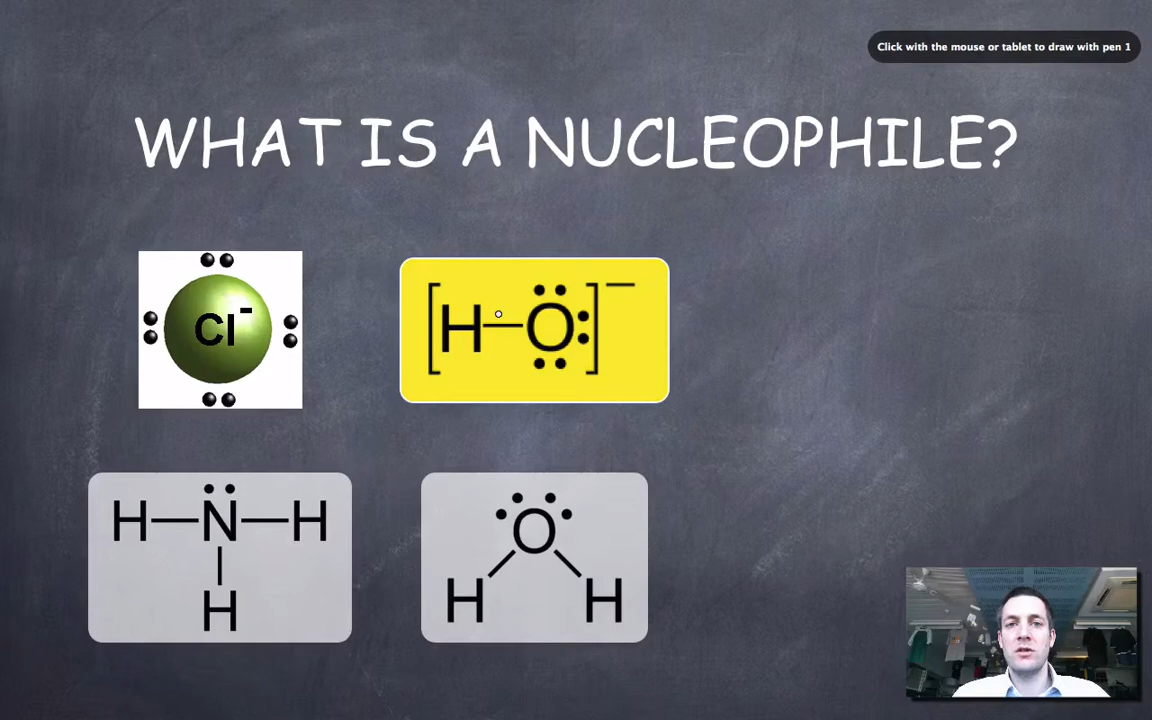 Click with the mouse or tablet to draw with pen 1
WHAT IS A NUCLEOPHILE?
Cl-
[H-O]-
H-N-H
H
O
H H